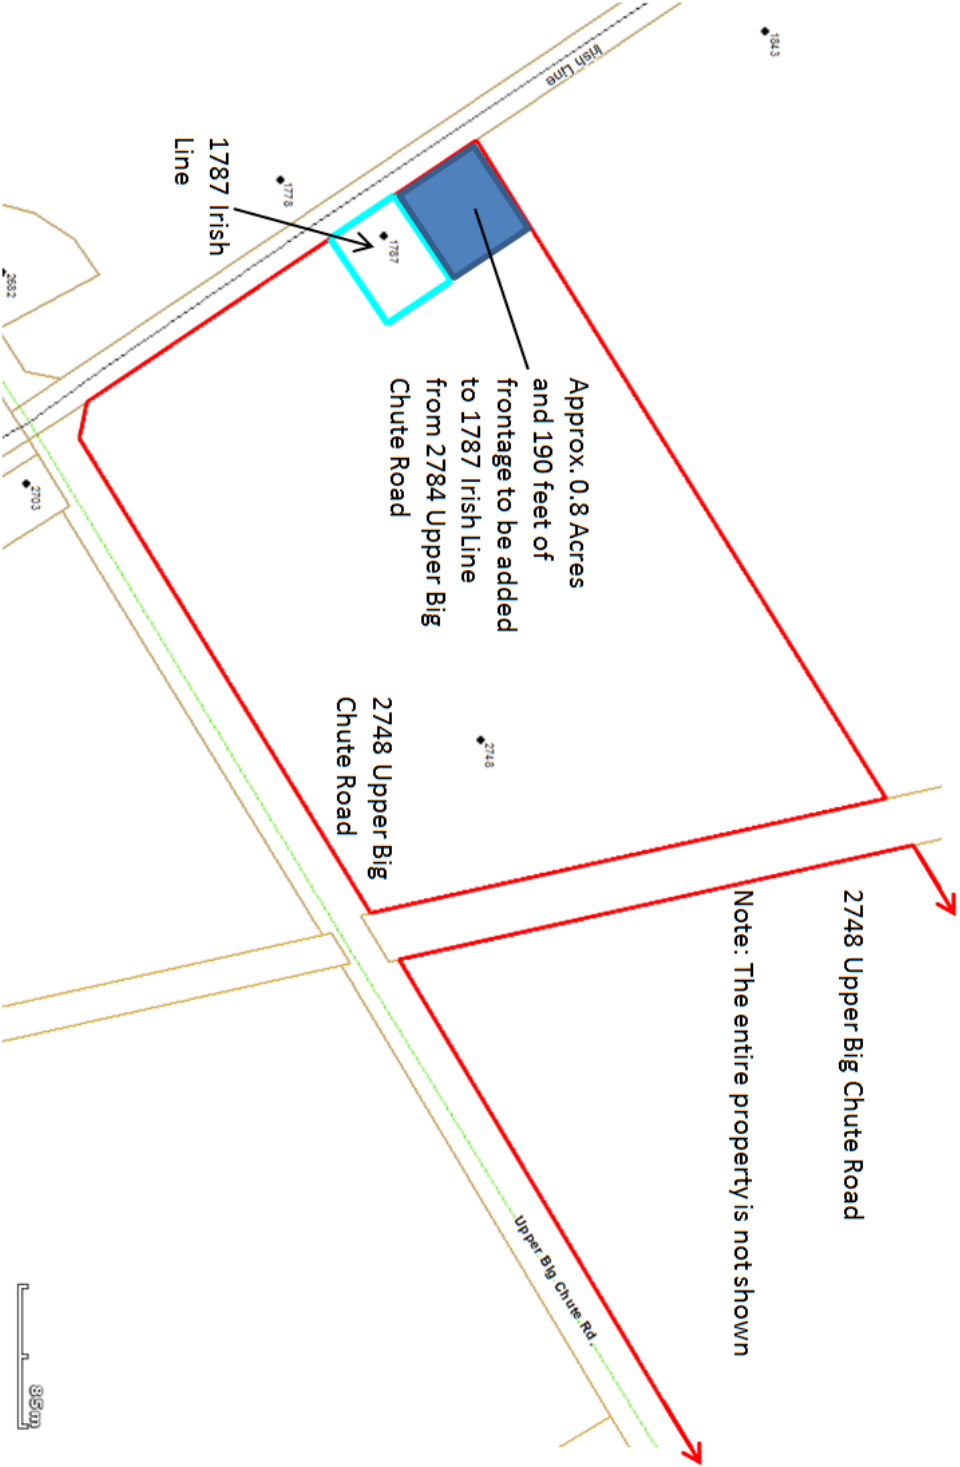 2748 Upper Big Chute Road
Note: The entire property is not shown
Approx. 0.8 Acres
and 190 feet of
frontage to be added
to 1787 Irish Line
from 2784 Upper Big
Chute Road
2748 Upper Big
Chute Road
1787 Irish
Line
Irish Line
Upper Big Chute Rd.
1843
1778
1787
2682
2703
2748
85m